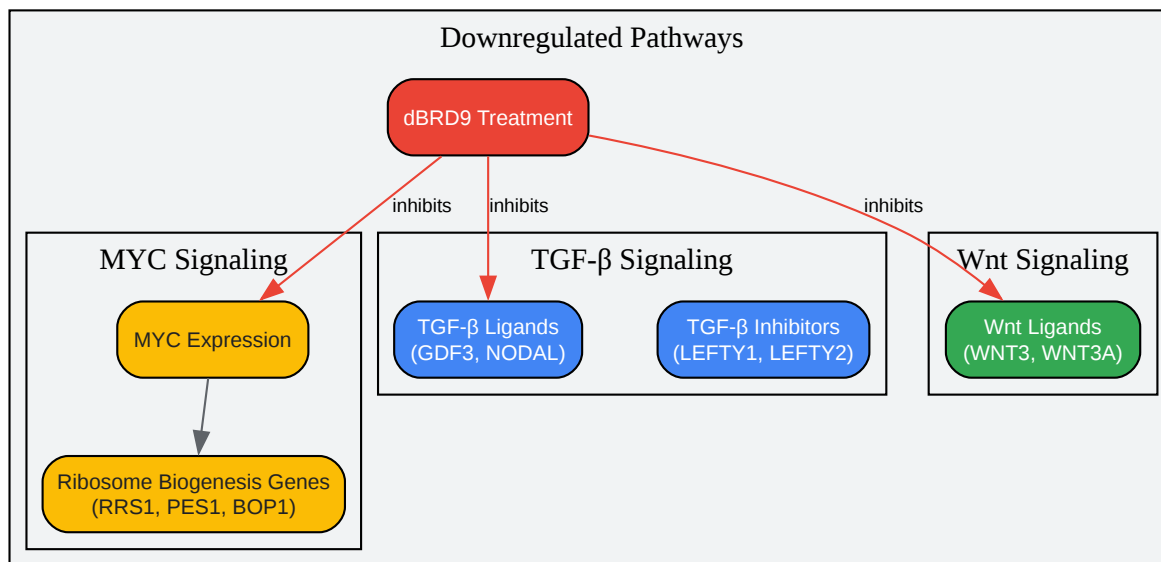 Downregulated Pathways
dBRD9 Treatment
inhibits
inhibits
inhibits
MYC Signaling
MYC Expression
Ribosome Biogenesis Genes
(RRS1, PES1, BOP1)
TGF-β Signaling
TGF-β Ligands
(GDF3, NODAL)
TGF-β Inhibitors
(LEFTY1, LEFTY2)
Wnt Signaling
Wnt Ligands
(WNT3, WNT3A)